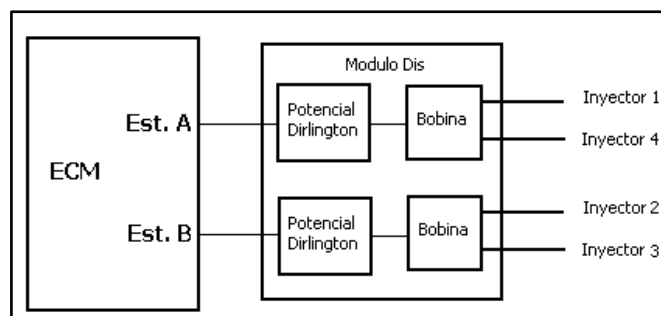 Modulo Dis
Est. A
Potencial
Dirlington
Bobina
Inyector 1
Inyector 4
ECM
Est. B
Potencial
Dirlington
Bobina
Inyector 2
Inyector 3